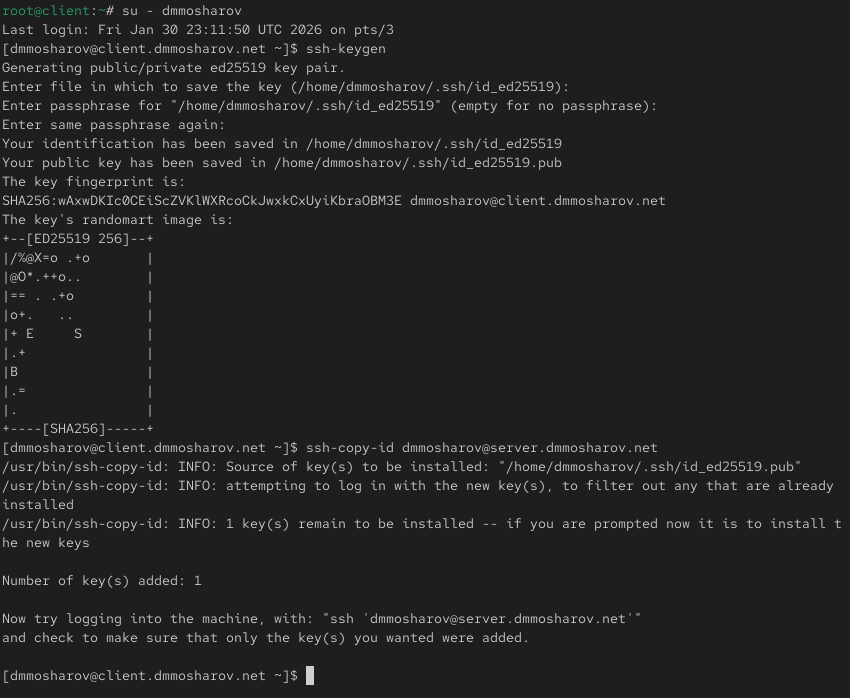 root@client:~# su - dmmosharov
Last login: Fri Jan 30 23:11:50 UTC 2026 on pts/3
[dmmosharov@client.dmmosharov.net ~]$ ssh-keygen
Generating public/private ed25519 key pair.
Enter file in which to save the key (/home/dmmosharov/.ssh/id_ed25519):
Enter passphrase for "/home/dmmosharov/.ssh/id_ed25519" (empty for no passphrase):
Enter same passphrase again:
Your identification has been saved in /home/dmmosharov/.ssh/id_ed25519
Your public key has been saved in /home/dmmosharov/.ssh/id_ed25519.pub
The key fingerprint is:
SHA256:wAxwDKIc0CEiScZVKlWXRcoCkJwxkCxUyiKbraOBM3E dmmosharov@client.dmmosharov.net
The key's randomart image is:
+--[ED25519 256]--+
|/%@X=o .+o       |
|@O*.++o..        |
|== . .+o         |
|o+.   ..         |
|+ E     S        |
|.+               |
|B                |
|.=               |
|.                |
+----[SHA256]-----+
[dmmosharov@client.dmmosharov.net ~]$ ssh-copy-id dmmosharov@server.dmmosharov.net
/usr/bin/ssh-copy-id: INFO: Source of key(s) to be installed: "/home/dmmosharov/.ssh/id_ed25519.pub"
/usr/bin/ssh-copy-id: INFO: attempting to log in with the new key(s), to filter out any that are already
installed
/usr/bin/ssh-copy-id: INFO: 1 key(s) remain to be installed -- if you are prompted now it is to install t
he new keys

Number of key(s) added: 1

Now try logging into the machine, with: "ssh 'dmmosharov@server.dmmosharov.net'"
and check to make sure that only the key(s) you wanted were added.

[dmmosharov@client.dmmosharov.net ~]$